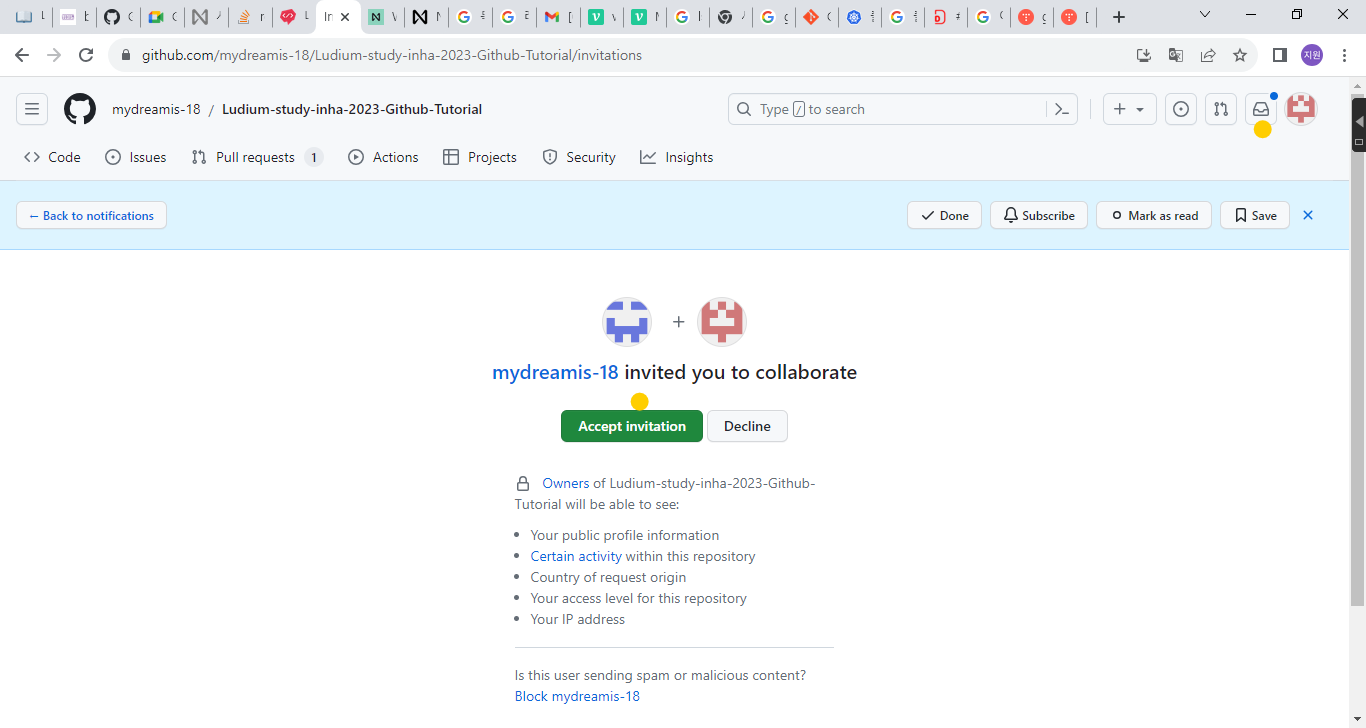 github.com/mydreamis-18/Ludium-study-inha-2023-Github-Tutorial/invitations
지원
mydreamis-18 / Ludium-study-inha-2023-Github-Tutorial
Type / to search
Code
Issues
Pull requests 1
Actions
Projects
Security
Insights
← Back to notifications
Done
Subscribe
Mark as read
Save
mydreamis-18 invited you to collaborate
Accept invitation
Decline
Owners of Ludium-study-inha-2023-Github-
Tutorial will be able to see:
Your public profile information
Certain activity within this repository
Country of request origin
Your access level for this repository
Your IP address
Is this user sending spam or malicious content?
Block mydreamis-18